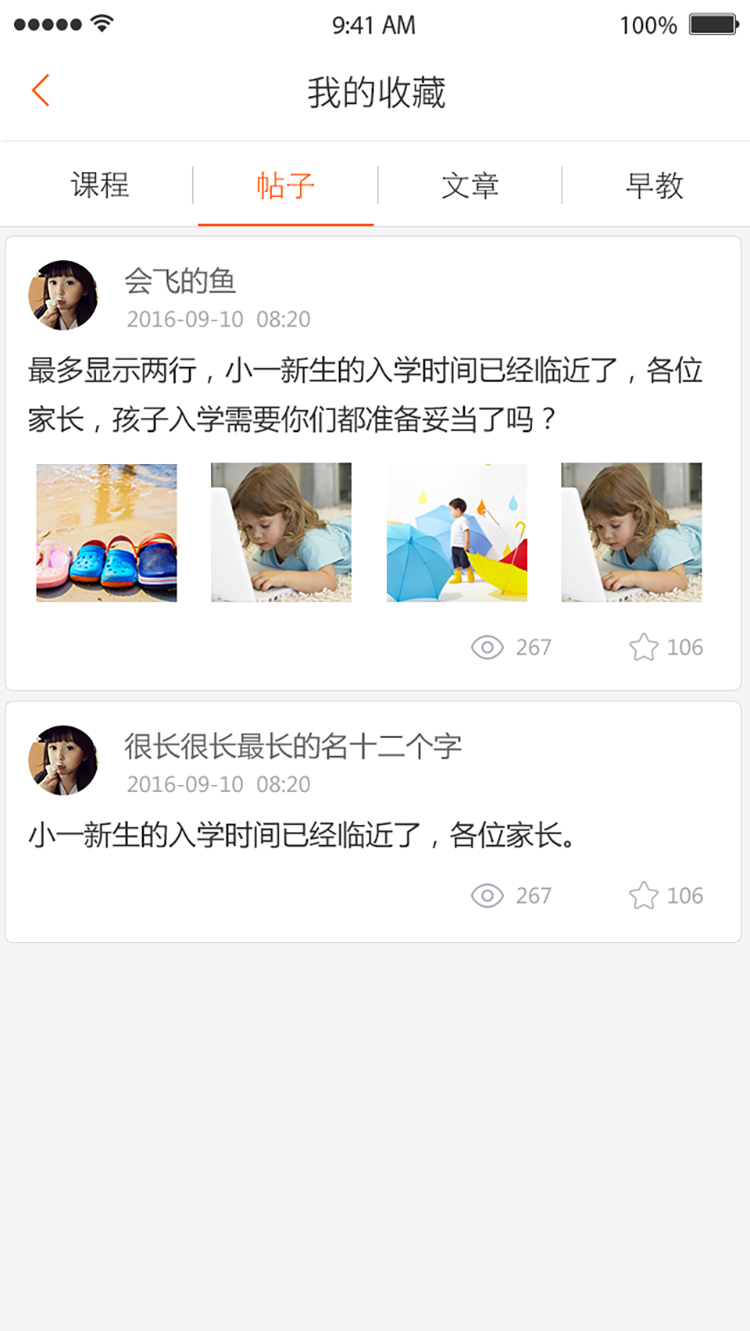 9:41 AM 100%
我的收藏
课程 帖子 文章 早教
会飞的鱼
2016-09-10 08:20
最多显示两行，小一新生的入学时间已经临近了，各位
家长，孩子入学需要你们都准备妥当了吗？
267 106
很长很长最长的名十二个字
2016-09-10 08:20
小一新生的入学时间已经临近了，各位家长。
267 106